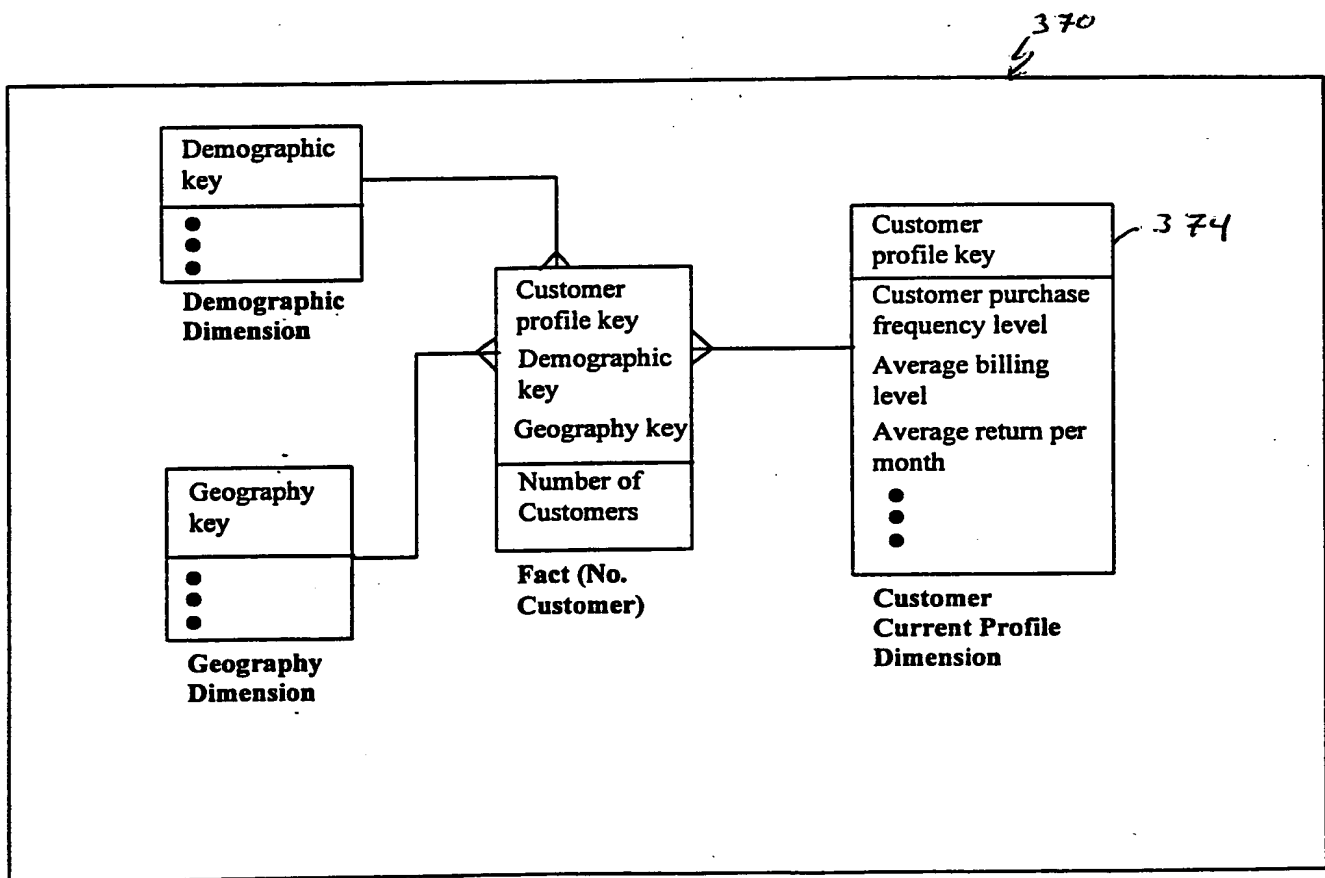 370
Demographic
key
Demographic
Dimension
Geography
key
Geography
Dimension
Customer
profile key
Demographic
key
Geography key
Number of
Customers
Fact (No.
Customer)
Customer
profile key
374
Customer purchase
frequency level
Average billing
level
Average return per
month
Customer
Current Profile
Dimension